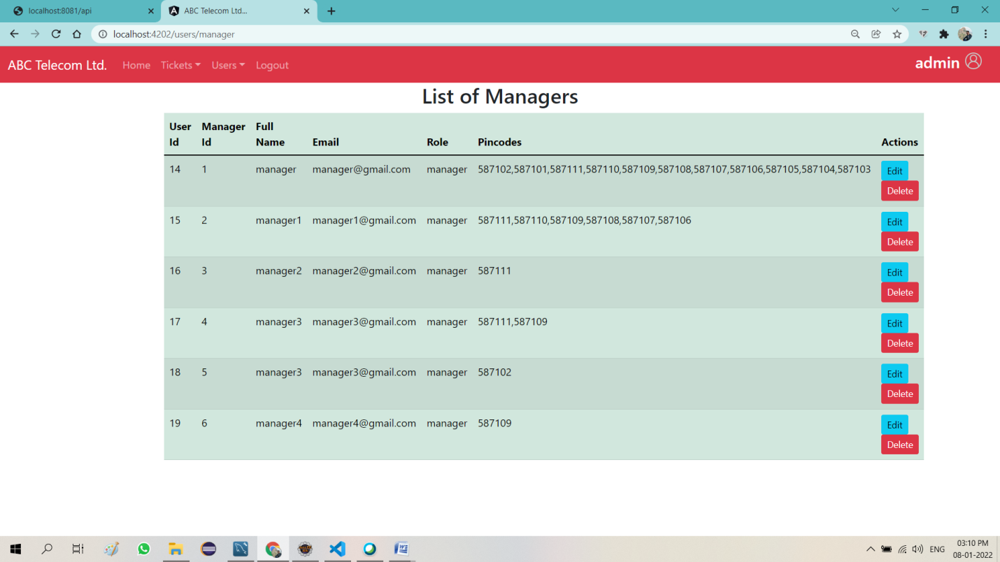 localhost:8081/api
ABC Telecom Ltd...
localhost:4202/users/manager
ABC Telecom Ltd. Home Tickets Users Logout admin
List of Managers
User Id Manager Id Full Name Email Role Pincodes Actions
14 1 manager manager@gmail.com manager 587102,587101,587111,587110,587109,587108,587107,587106,587105,587104,587103 Edit
Delete
15 2 manager1 manager1@gmail.com manager 587111,587110,587109,587108,587107,587106 Edit
Delete
16 3 manager2 manager2@gmail.com manager 587111 Edit
Delete
17 4 manager3 manager3@gmail.com manager 587111,587109 Edit
Delete
18 5 manager3 manager3@gmail.com manager 587102 Edit
Delete
19 6 manager4 manager4@gmail.com manager 587109 Edit
Delete
ENG
03:10 PM
08-01-2022